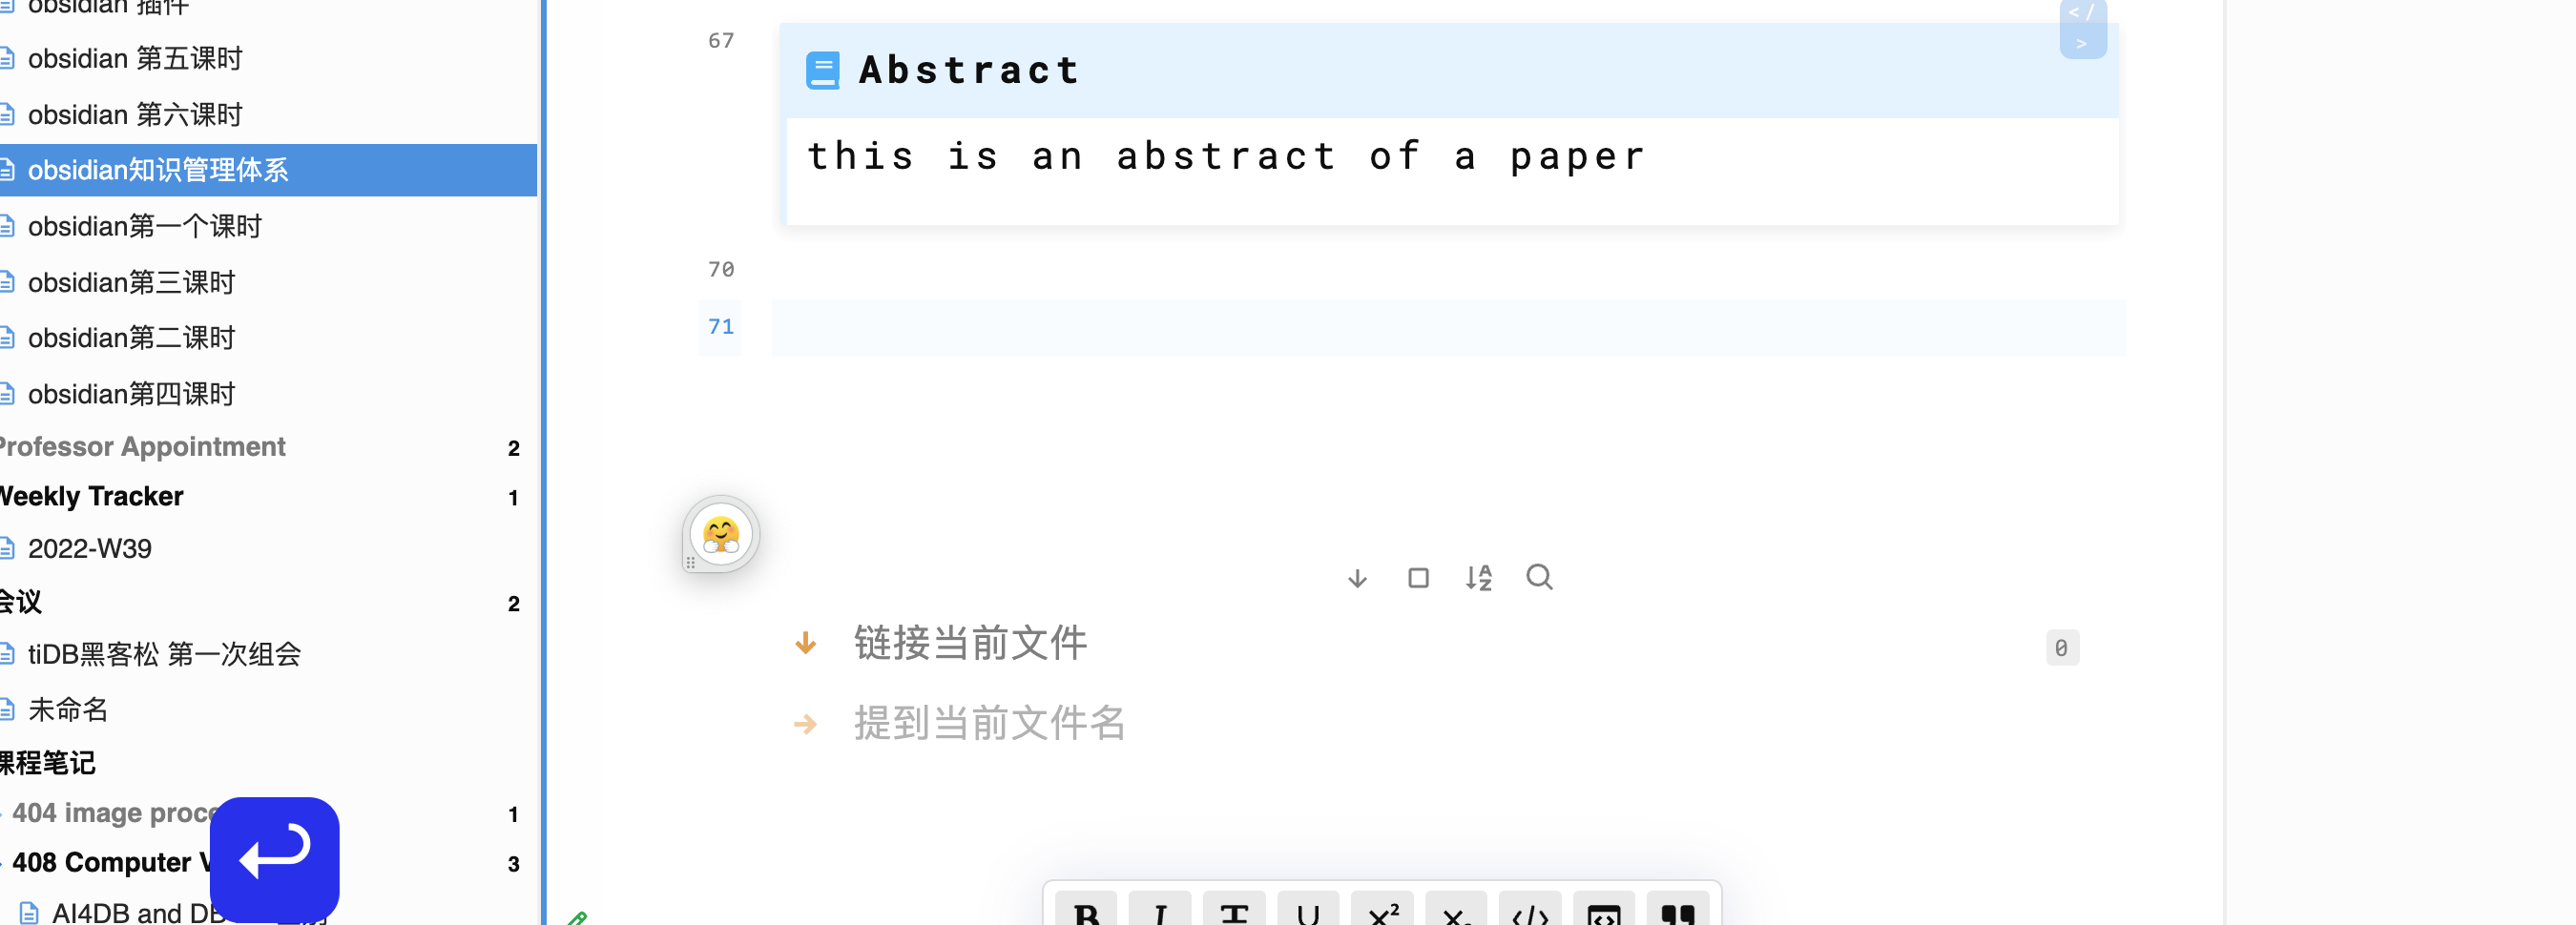 obsidian 插件
obsidian 第五课时
obsidian 第六课时
obsidian知识管理体系
obsidian第一个课时
obsidian第三课时
obsidian第二课时
obsidian第四课时
Professor Appointment 2
Weekly Tracker 1
2022-W39
会议 2
tiDB黑客松 第一次组会
未命名
课程笔记
404 image proc 1
408 Computer V 3
AI4DB and DB
67
</>
Abstract
this is an abstract of a paper
70
71
链接当前文件 0
提到当前文件名
B I T U X² X </>